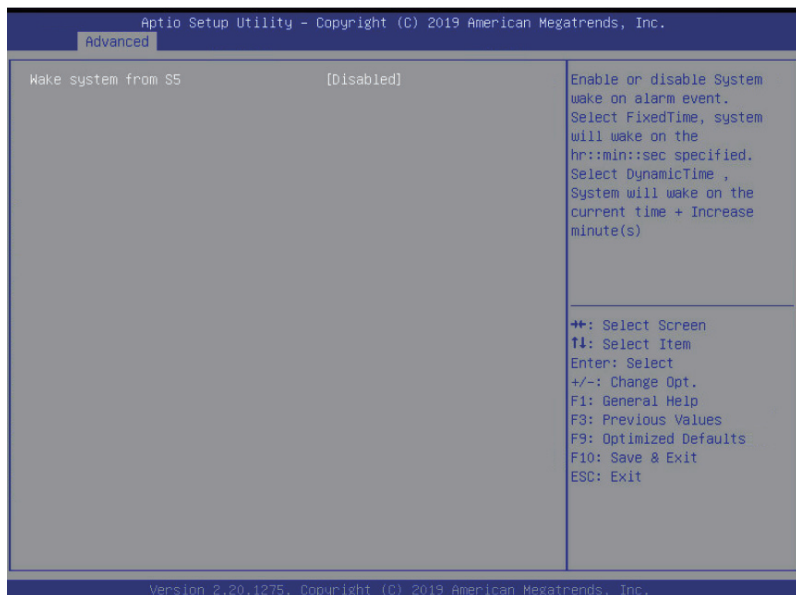 Aptio Setup Utility – Copyright (C) 2019 American Megatrends, Inc.
Advanced
Wake system from S5 [Disabled]
Enable or disable System
wake on alarm event.
Select FixedTime, system
will wake on the
hr::min::sec specified.
Select DynamicTime ,
System will wake on the
current time + Increase
minute(s)
→←: Select Screen
↑↓: Select Item
Enter: Select
+/-: Change Opt.
F1: General Help
F3: Previous Values
F9: Optimized Defaults
F10: Save & Exit
ESC: Exit
Version 2.20.1275. Copyright (C) 2019 American Megatrends, Inc.